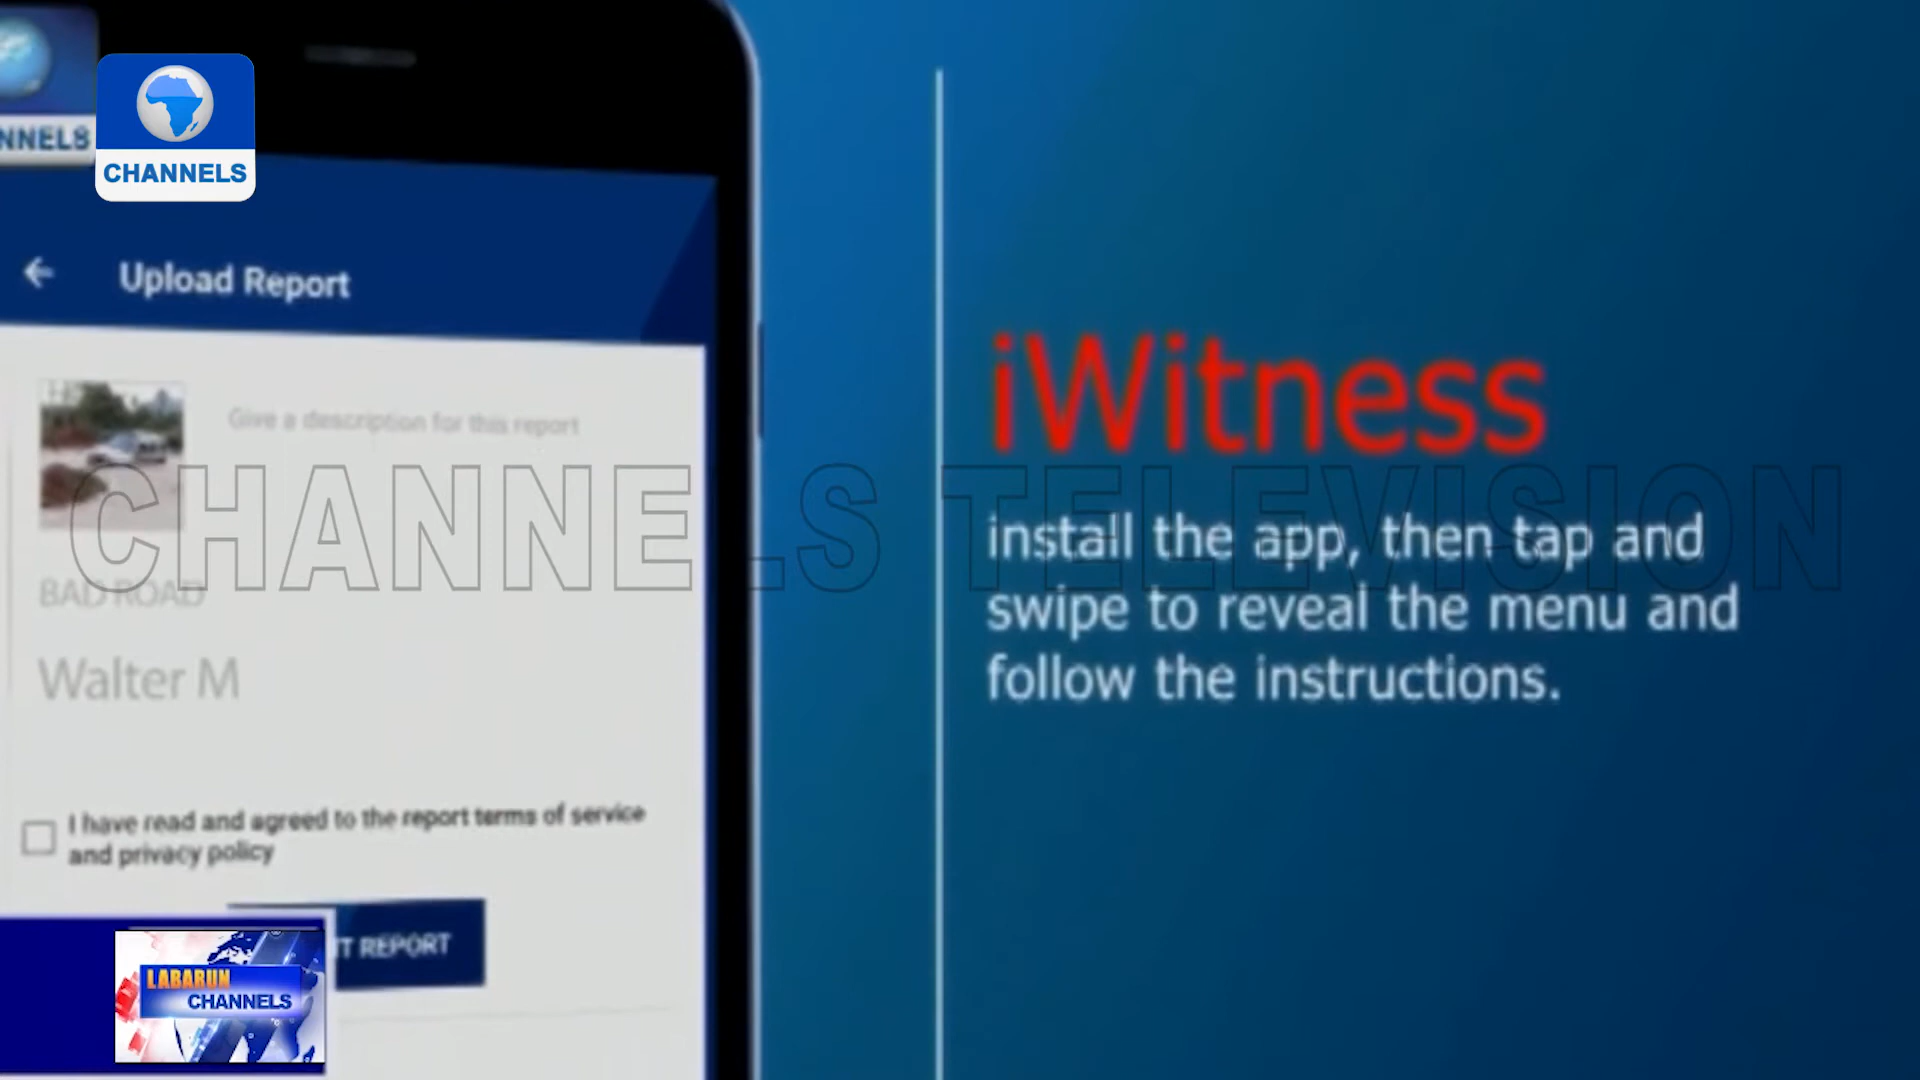 NNELS
CHANNELS
Upload Report
Give a description for this report
CHANNELS TELEVISION
BAD ROAD
Walter M
I have read and agreed to the report terms of service
and privacy policy
REPORT
LABARUN
CHANNELS
iWitness
install the app, then tap and
swipe to reveal the menu and
follow the instructions.